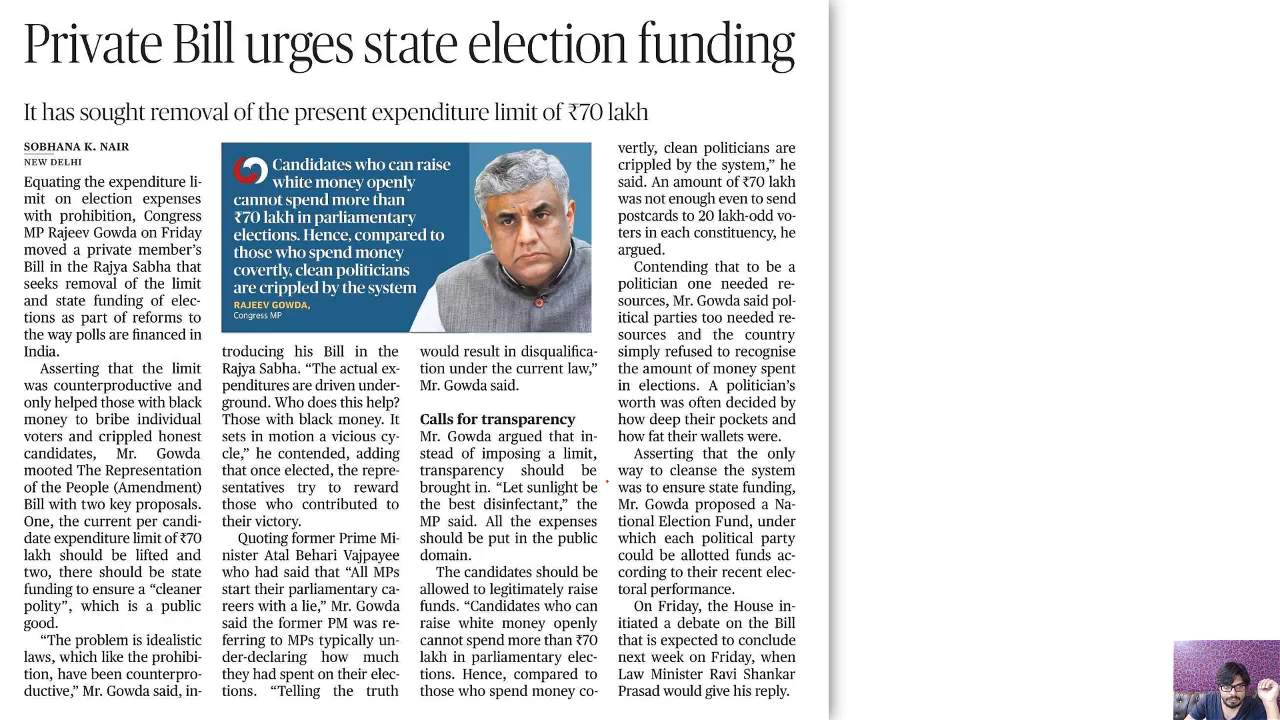 Private Bill urges state election funding
It has sought removal of the present expenditure limit of ₹70 lakh
SOBHANA K. NAIR
NEW DELHI
Equating the expenditure li-
mit on election expenses
with prohibition, Congress
MP Rajeev Gowda on Friday
moved a private member's
Bill in the Rajya Sabha that
seeks removal of the limit
and state funding of elec-
tions as part of reforms to
the way polls are financed in
India.
Asserting that the limit
was counterproductive and
only helped those with black
money to bribe individual
voters and crippled honest
candidates, Mr. Gowda
mooted The Representation
of the People (Amendment)
Bill with two key proposals.
One, the current per candi-
date expenditure limit of ₹70
lakh should be lifted and
two, there should be state
funding to ensure a “cleaner
polity”, which is a public
good.
“The problem is idealistic
laws, which like the prohibi-
tion, have been counterpro-
ductive,” Mr. Gowda said, in-
Candidates who can raise
white money openly
cannot spend more than
₹70 lakh in parliamentary
elections. Hence, compared to
those who spend money
covertly, clean politicians
are crippled by the system
RAJEEV GOWDA,
Congress MP
troducing his Bill in the
Rajya Sabha. “The actual ex-
penditures are driven under-
ground. Who does this help?
Those with black money. It
sets in motion a vicious cy-
cle,” he contended, adding
that once elected, the repre-
sentatives try to reward
those who contributed to
their victory.
Quoting former Prime Mi-
nister Atal Behari Vajpayee
who had said that “All MPs
start their parliamentary ca-
reers with a lie,” Mr. Gowda
said the former PM was re-
ferring to MPs typically un-
der-declaring how much
they had spent on their elec-
tions. “Telling the truth
would result in disqualifica-
tion under the current law,”
Mr. Gowda said.
Calls for transparency
Mr. Gowda argued that in-
stead of imposing a limit,
transparency should be
brought in. “Let sunlight be
the best disinfectant,” the
MP said. All the expenses
should be put in the public
domain.
The candidates should be
allowed to legitimately raise
funds. “Candidates who can
raise white money openly
cannot spend more than ₹70
lakh in parliamentary elec-
tions. Hence, compared to
those who spend money co-
vertly, clean politicians are
crippled by the system,” he
said. An amount of ₹70 lakh
was not enough even to send
postcards to 20 lakh-odd vo-
ters in each constituency, he
argued.
Contending that to be a
politician one needed re-
sources, Mr. Gowda said pol-
itical parties too needed re-
sources and the country
simply refused to recognise
the amount of money spent
in elections. A politician's
worth was often decided by
how deep their pockets and
how fat their wallets were.
Asserting that the only
way to cleanse the system
was to ensure state funding,
Mr. Gowda proposed a Na-
tional Election Fund, under
which each political party
could be allotted funds ac-
cording to their recent elec-
toral performance.
On Friday, the House in-
itiated a debate on the Bill
that is expected to conclude
next week on Friday, when
Law Minister Ravi Shankar
Prasad would give his reply.